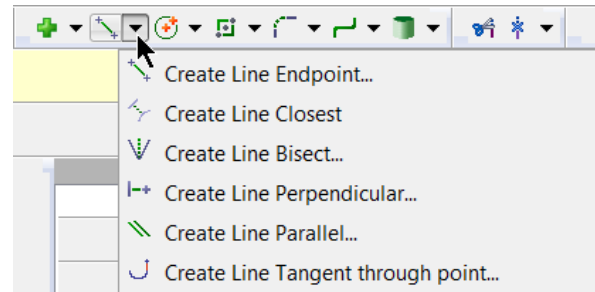 Create Line Endpoint...
Create Line Closest
Create Line Bisect...
Create Line Perpendicular...
Create Line Parallel...
Create Line Tangent through point...